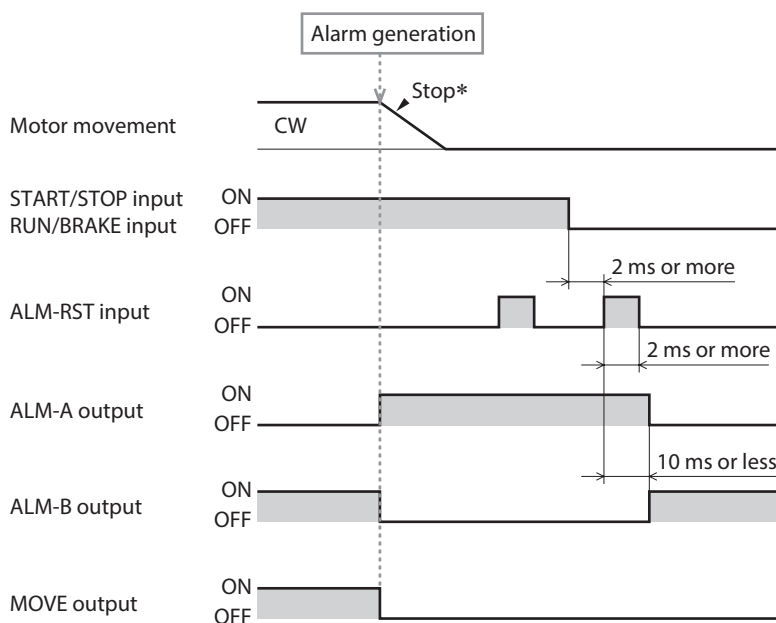 Alarm generation
Stop*
Motor movement
CW
START/STOP input
RUN/BRAKE input
ON
OFF
2 ms or more
ALM-RST input
ON
OFF
2 ms or more
ALM-A output
ON
OFF
10 ms or less
ALM-B output
ON
OFF
MOVE output
ON
OFF